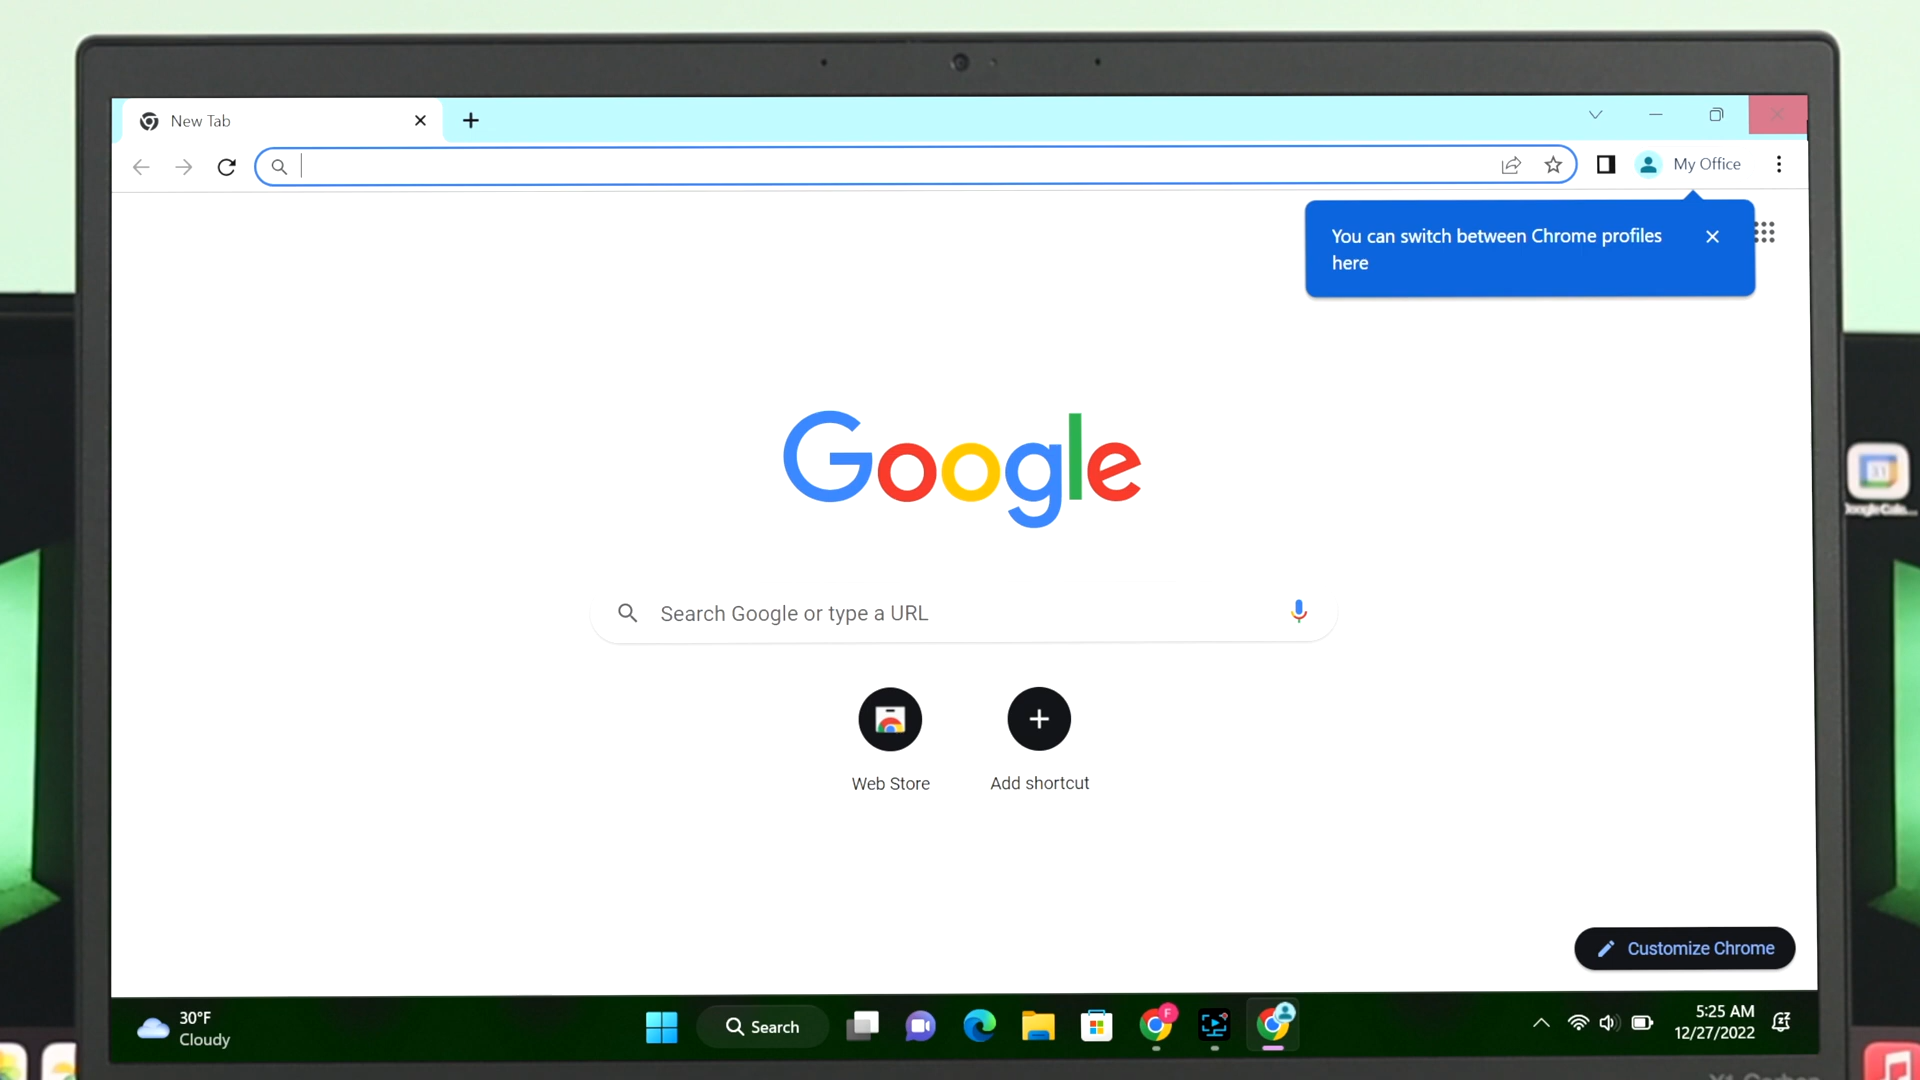 New Tab
My Office
You can switch between Chrome profiles
here
Google
Search Google or type a URL
Web Store
Add shortcut
Customize Chrome
30°F
Cloudy
Search
F
5:25 AM
12/27/2022
31